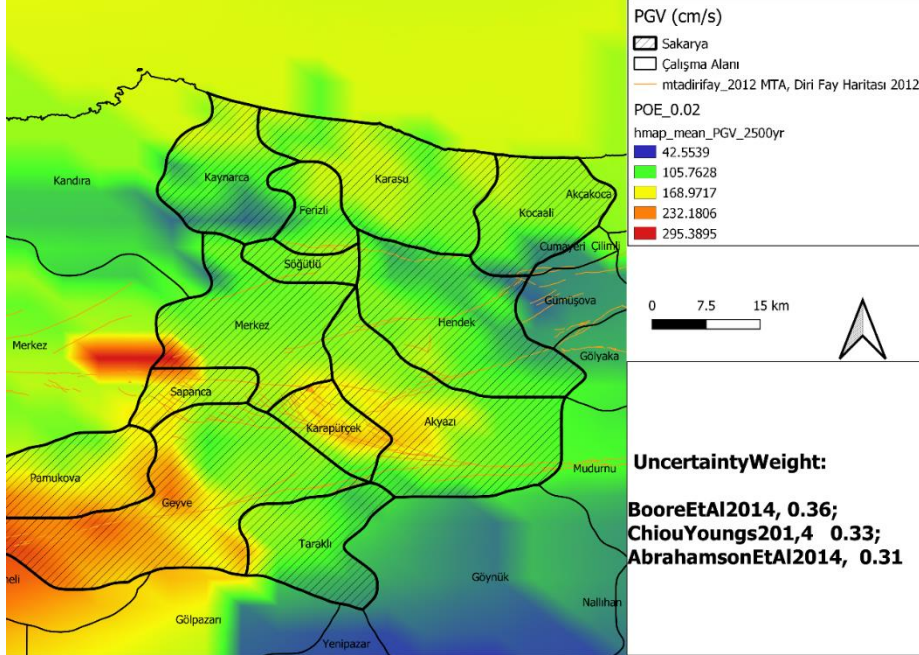 PGV (cm/s)
Sakarya
Çalışma Alanı
mtadirifay_2012 MTA, Diri Fay Haritası 2012
POE_0.02
hmap_mean_PGV_2500yr
42.5539
105.7628
168.9717
232.1806
295.3895
0 7.5 15 km
UncertaintyWeight:
BooreEtAl2014, 0.36;
ChiouYoungs201,4 0.33;
AbrahamsonEtAl2014, 0.31
Kandıra
Kaynarca
Ferizli
Karasu
Kocaali
Akçakoca
Cumayeri
Çilimli
Söğütlü
Gümüşova
Merkez
Merkez
Hendek
Gölyaka
Sapanca
Karapürçek
Akyazı
Pamukova
Geyve
Mudurnu
Taraklı
neli
Göynük
Nallıhan
Gölpazarı
Yenipazar